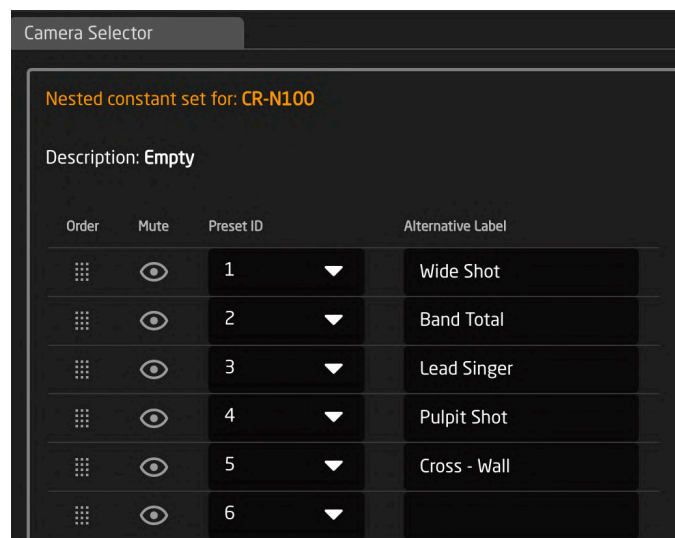 Camera Selector
Nested constant set for: CR-N100
Description: Empty
Order Mute Preset ID Alternative Label
1 Wide Shot
2 Band Total
3 Lead Singer
4 Pulpit Shot
5 Cross - Wall
6